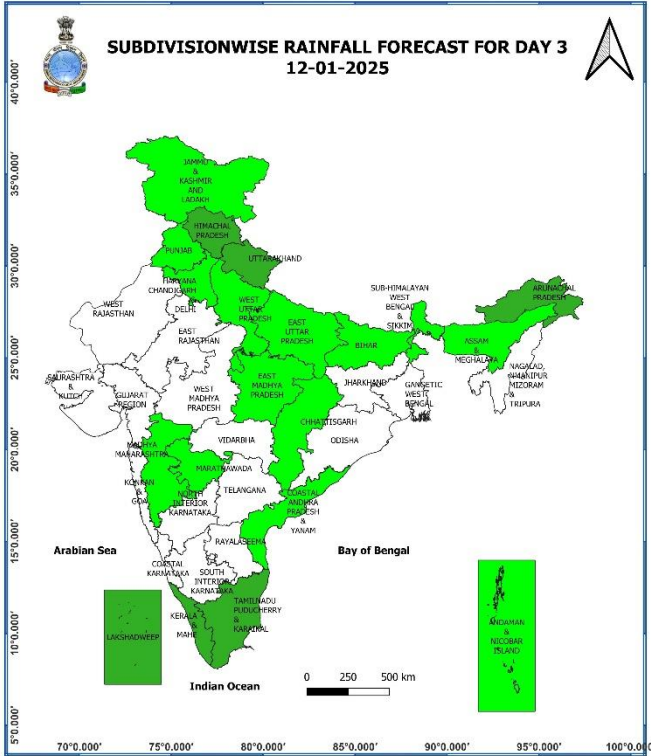 SUBDIVISIONWISE RAINFALL FORECAST FOR DAY 3
12-01-2025
40°0.000'
35°0.000'
30°0.000'
25°0.000'
20°0.000'
15°0.000'
10°0.000'
5°0.000'
JAMMU
&
KASHMIR
AND
LADAKH
HIMACHAL
PRADESH
PUNJAB
UTTARAKHAND
HARYANA
CHANDIGARH
&
DELHI
WEST
RAJASTHAN
EAST
RAJASTHAN
WEST
UTTAR
PRADESH
EAST
UTTAR
PRADESH
SUB-HIMALAYAN
WEST
BENGAL
&
SIKKIM
ARUNACHAL
PRADESH
ASSAM
&
MEGHALAYA
NAGALAD,
MANIPUR
MIZORAM
&
TRIPURA
BIHAR
SAURASHTRA
&
KUTCH
GUJARAT
REGION
WEST
MADHYA
PRADESH
EAST
MADHYA
PRADESH
JHARKHAND
GANGETIC
WEST
BENGAL
CHHATTISGARH
ODISHA
VIDARBHA
MADHYA
MAHARASHTRA
MARATHAWADA
KONKAN
&
GOA
NORTH
INTERIOR
KARNATAKA
TELANGANA
COASTAL
ANDHRA
PRADESH
&
YANAM
RAYALASEEMA
Arabian Sea
Bay of Bengal
COASTAL
KARNATAKA
SOUTH
INTERIOR
KARNATAKA
TAMILNADU
PUDUCHERRY
&
KARAIKAL
KERALA
&
MAHE
LAKSHADWEEP
ANDAMAN
&
NICOBAR
ISLAND
Indian Ocean
0 250 500 km
70°0.000' 75°0.000' 80°0.000' 85°0.000' 90°0.000' 95°0.000' 100°0.000'